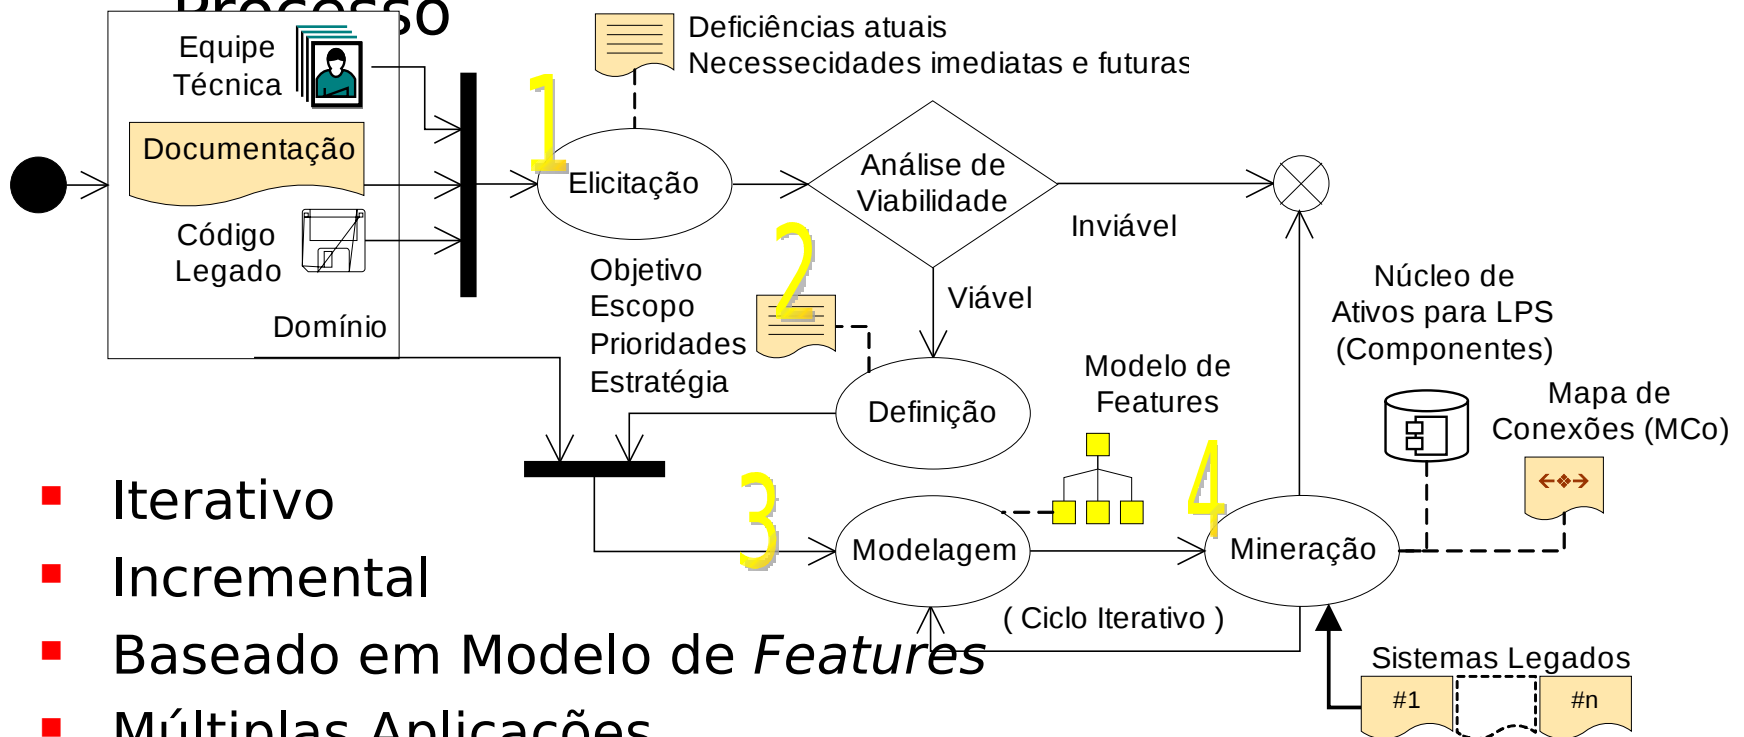 Processo
Equipe
Técnica
Documentação
Código
Legado
Domínio
Deficiências atuais
Necessecidades imediatas e futuras
1
Elicitação
Análise de
Viabilidade
Inviável
Viável
2
Objetivo
Escopo
Prioridades
Estratégia
Definição
Modelo de
Features
Núcleo de
Ativos para LPS
(Componentes)
Mapa de
Conexões (MCo)
3
Modelagem
4
Mineração
( Ciclo Iterativo )
Sistemas Legados
#1
#n
Iterativo
Incremental
Baseado em Modelo de Features
Múltiplas Aplicações